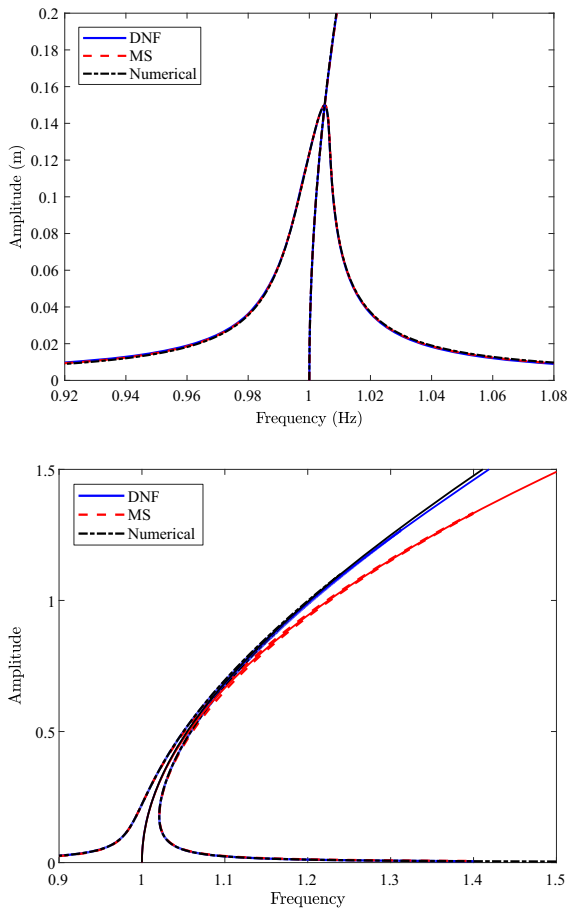 0.2
0.18
0.16
0.14
0.12
0.1
0.08
0.06
0.04
0.02
0
Amplitude (m)
DNF
MS
Numerical
0.92 0.94 0.96 0.98 1 1.02 1.04 1.06 1.08
Frequency (Hz)
1.5
1
0.5
0
Amplitude
DNF
MS
Numerical
0.9 1 1.1 1.2 1.3 1.4 1.5
Frequency